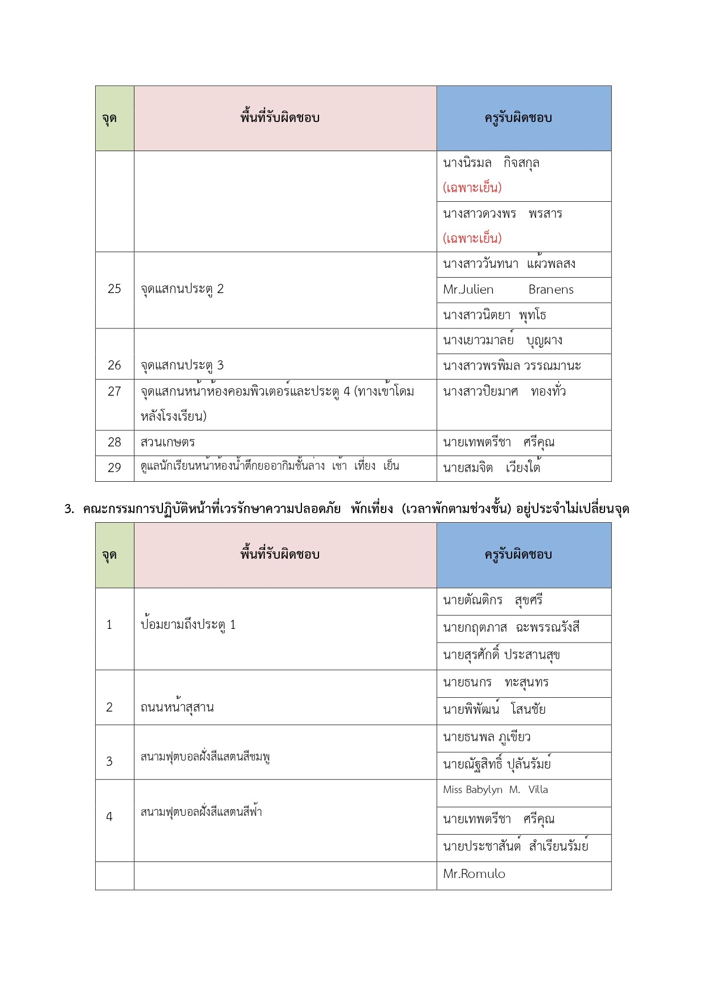 จุด พื้นที่รับผิดชอบ ครูรับผิดชอบ
นางนิรมล กิจสกุล
(เฉพาะเย็น)
นางสาวดวงพร พรสาร
(เฉพาะเย็น)
นางสาววันทนา แผ้วพลสง
25 จุดแสกนประตู 2 Mr.Julien Branens
นางสาวนิตยา พุทโธ
นางเยาวมาลย์ บุญผาง
26 จุดแสกนประตู 3 นางสาวพรพิมล วรรณมานะ
27 จุดแสกนหน้าห้องคอมพิวเตอร์และประตู 4 (ทางเข้าโดม นางสาวปิยมาศ ทองทั่ว
หลังโรงเรียน)
28 สวนเกษตร นายเทพตรีชา ศรีคุณ
29 ดูแลนักเรียนหน้าห้องน้ำตึกยออากิมชั้นล่าง เช้า เที่ยง เย็น นายสมจิต เวียงใต้
3. คณะกรรมการปฏิบัติหน้าที่เวรรักษาความปลอดภัย พักเที่ยง (เวลาพักตามช่วงชั้น) อยู่ประจำไม่เปลี่ยนจุด
จุด พื้นที่รับผิดชอบ ครูรับผิดชอบ
นายตัณติกร สุขศรี
1 ป้อมยามถึงประตู 1 นายกฤตภาส ฉะพรรณรังสี
นายสุรศักดิ์ ประสานสุข
นายธนกร ทะสุนทร
2 ถนนหน้าสุสาน นายพิพัฒน์ โสนชัย
นายธนพล ภูเขียว
3 สนามฟุตบอลฝั่งสีแสตนสีชมพู นายณัฐสิทธิ์ ปุลันรัมย์
Miss Babylyn M. Villa
4 สนามฟุตบอลฝั่งสีแสตนสีฟ้า นายเทพตรีชา ศรีคุณ
นายประชาสันต์ สำเรียนรัมย์
Mr.Romulo